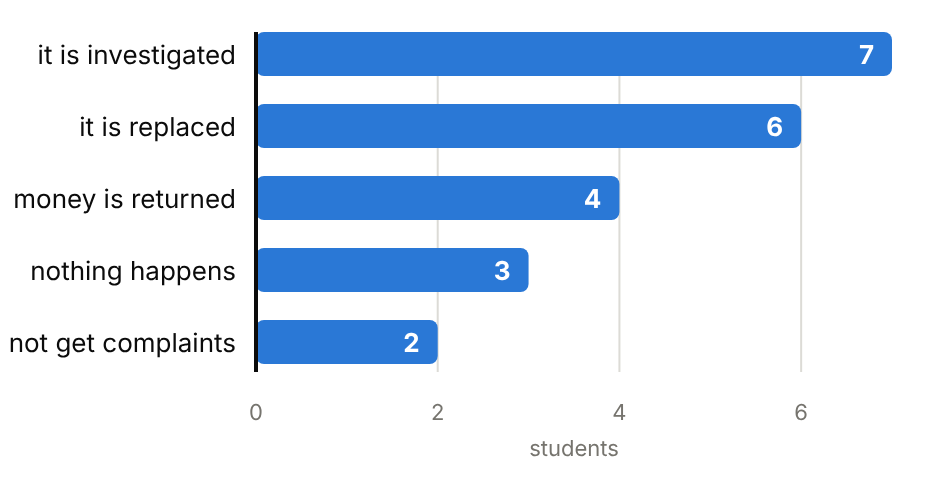 it is investigated 7
it is replaced 6
money is returned 4
nothing happens 3
not get complaints 2
0 2 4 6
students